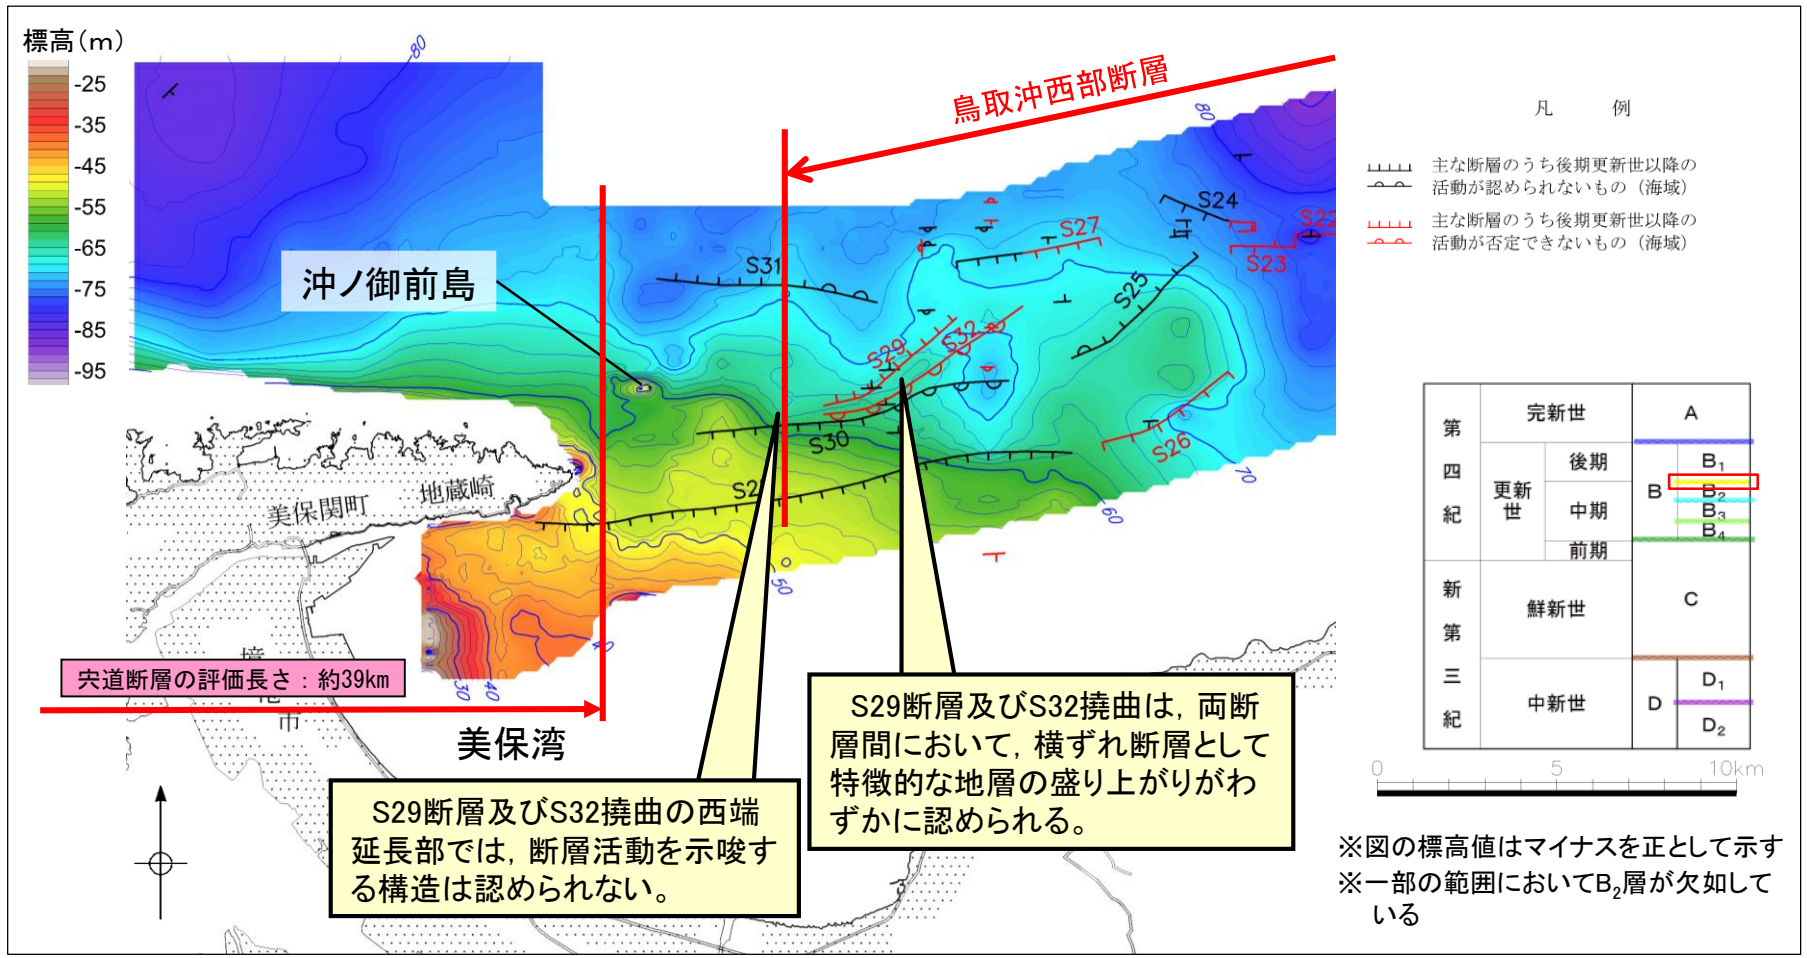 標高(m)
-25
-35
-45
-55
-65
-75
-85
-95
80
鳥取沖西部断層
80
沖ノ御前島
S31
S27
S24
S22
S23
S25
S29
S32
S30
S26
S2
70
60
50
40
30
40
美保関町
地蔵崎
境
港
市
宍道断層の評価長さ：約39km
美保湾
S29断層及びS32撓曲の西端
延長部では, 断層活動を示唆す
る構造は認められない。
S29断層及びS32撓曲は, 両断
層間において, 横ずれ断層として
特徴的な地層の盛り上がりがわ
ずかに認められる。
凡 例
主な断層のうち後期更新世以降の
活動が認められないもの（海域）
主な断層のうち後期更新世以降の
活動が否定できないもの（海域）
第四紀
完新世
A
更新世
後期
中期
前期
B
B₁
B₂
B₃
B₄
新第三紀
鮮新世
C
中新世
D
D₁
D₂
0
5
10km
※図の標高値はマイナスを正として示す
※一部の範囲においてB₂層が欠如して
いる